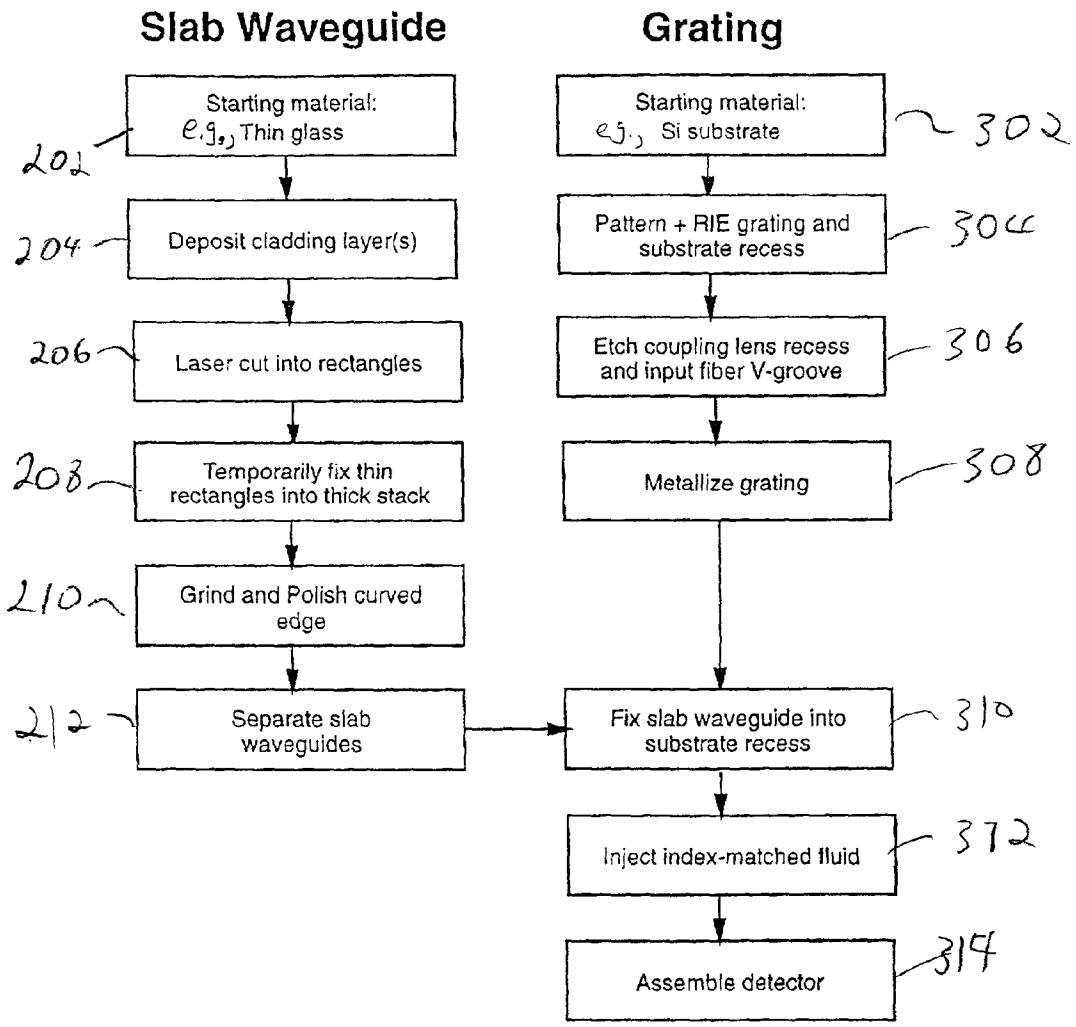 Slab Waveguide
Starting material:
e.g., Thin glass
202
Deposit cladding layer(s)
204
Laser cut into rectangles
206
Temporarily fix thin
rectangles into thick stack
208
Grind and Polish curved
edge
210
Separate slab
waveguides
212
Grating
Starting material:
e.g., Si substrate
302
Pattern + RIE grating and
substrate recess
304
Etch coupling lens recess
and input fiber V-groove
306
Metallize grating
308
Fix slab waveguide into
substrate recess
310
Inject index-matched fluid
312
Assemble detector
314